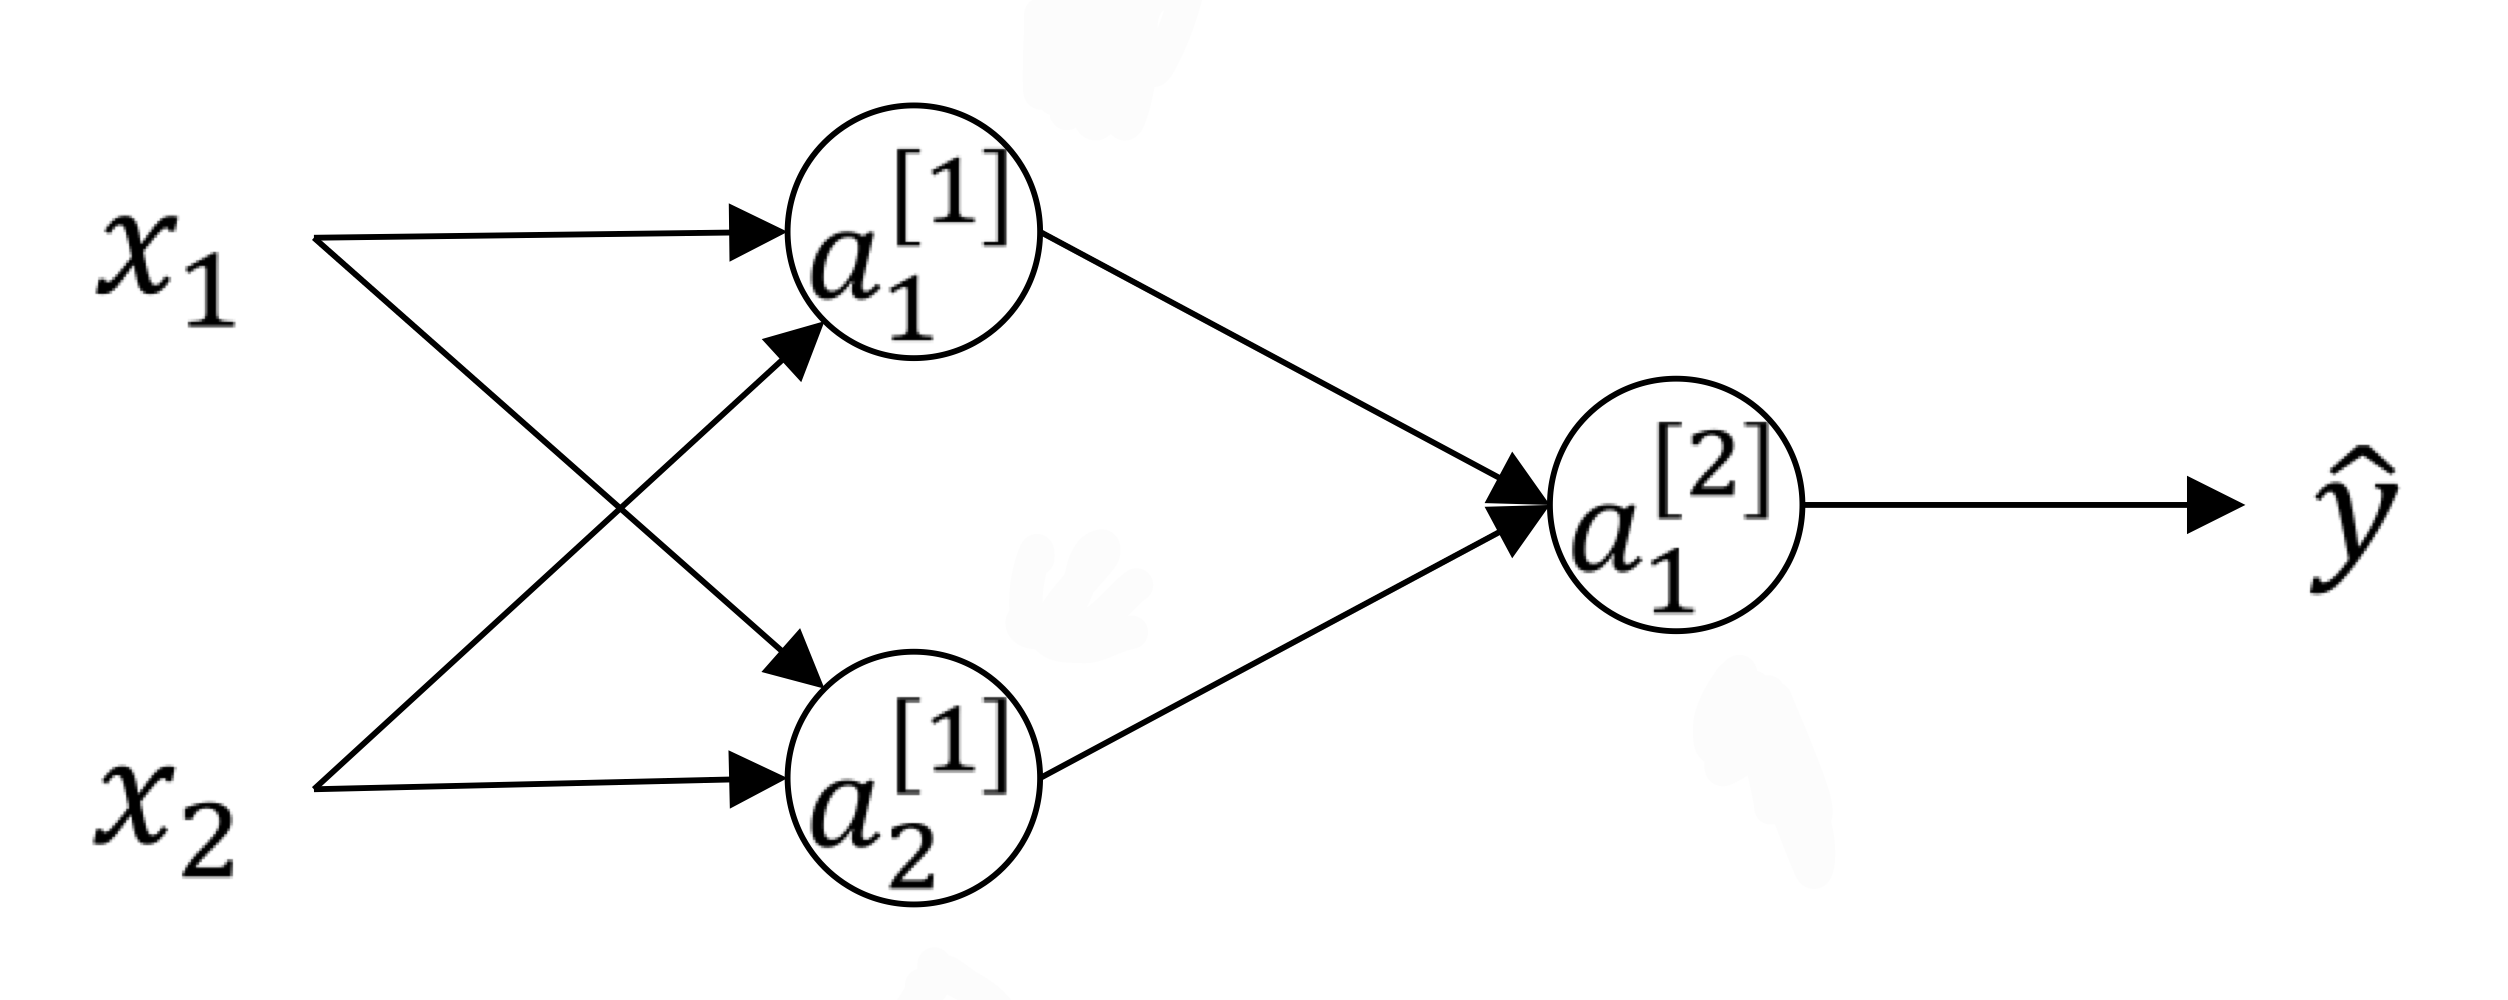 x₁
a₁^[1]
a₁^[2]
ŷ
x₂
a₂^[1]